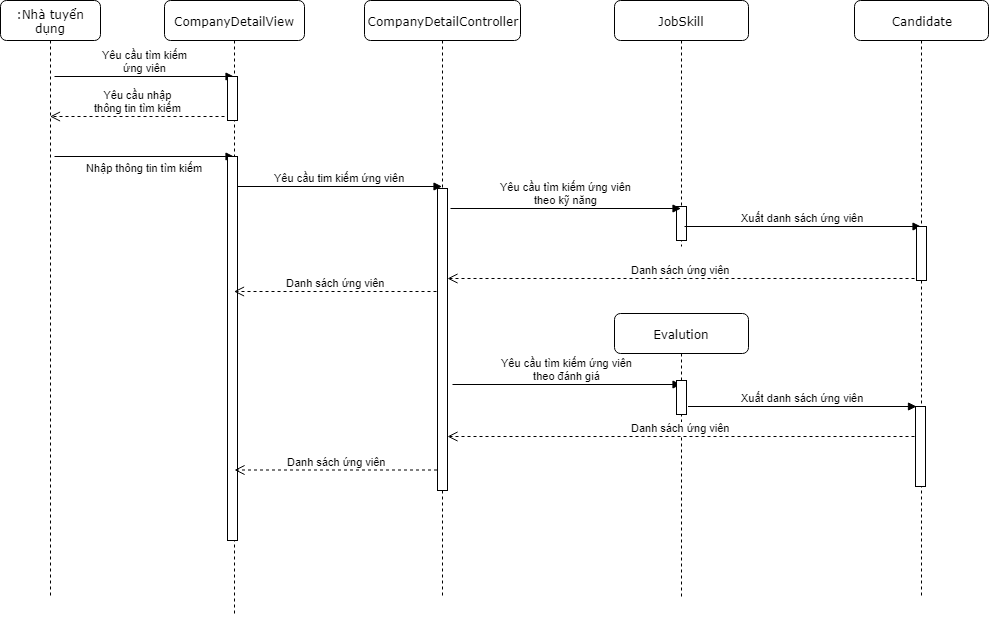 :Nhà tuyển
dụng
CompanyDetailView
CompanyDetailController
JobSkill
Candidate
Yêu cầu tìm kiếm
ứng viên
Yêu cầu nhập
thông tin tìm kiếm
Nhập thông tin tìm kiếm
Yêu cầu tim kiếm ứng viên
Yêu cầu tìm kiếm ứng viên
theo kỹ năng
Xuất danh sách ứng viên
Danh sách ứng viên
Danh sách ứng viên
Evalution
Yêu cầu tìm kiếm ứng viên
theo đánh giá
Xuất danh sách ứng viên
Danh sách ứng viên
Danh sách ứng viên